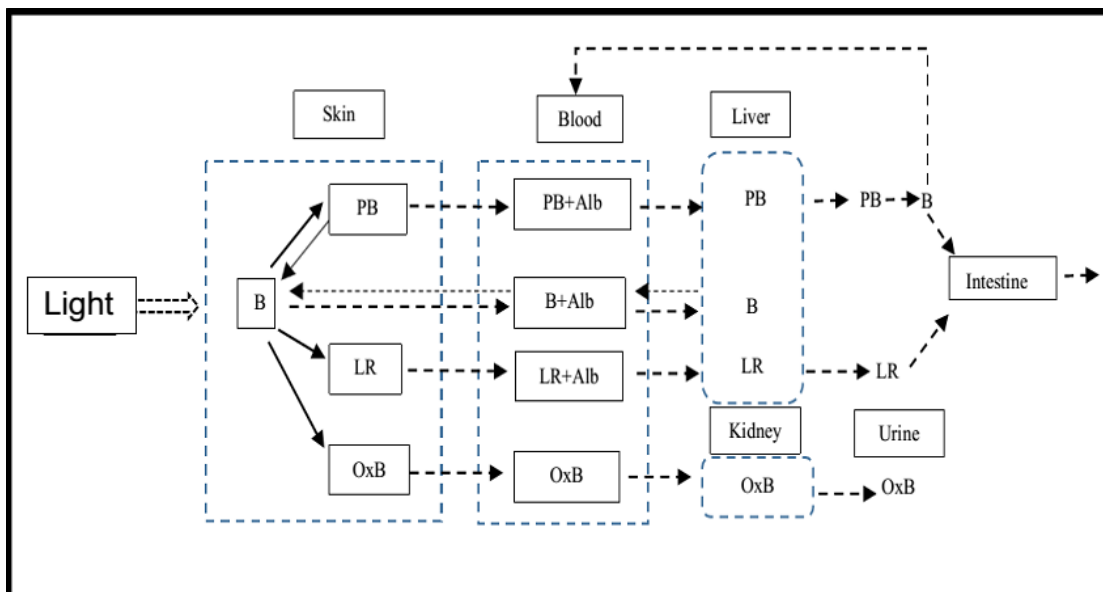 Skin
Blood
Liver
PB
PB+Alb
PB
PB
B
Light
B
B+Alb
B
Intestine
LR
LR+Alb
LR
LR
Kidney
Urine
OxB
OxB
OxB
OxB